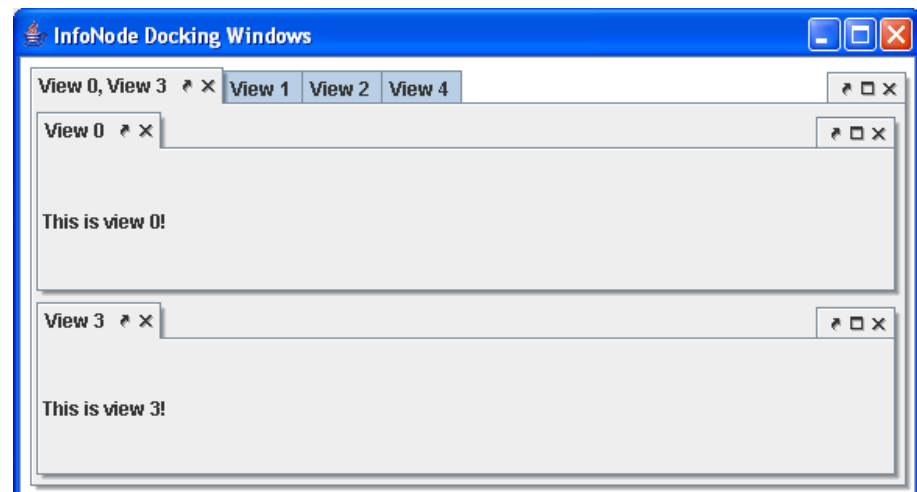 InfoNode Docking Windows
View 0, View 3 View 1 View 2 View 4
View 0
This is view 0!
View 3
This is view 3!